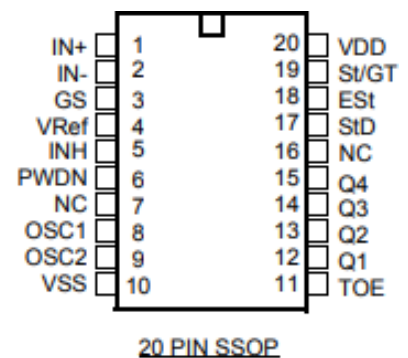 IN+ 1 20 VDD
IN- 2 19 St/GT
GS 3 18 ESt
VRef 4 17 StD
INH 5 16 NC
PWDN 6 15 Q4
NC 7 14 Q3
OSC1 8 13 Q2
OSC2 9 12 Q1
VSS 10 11 TOE
20 PIN SSOP